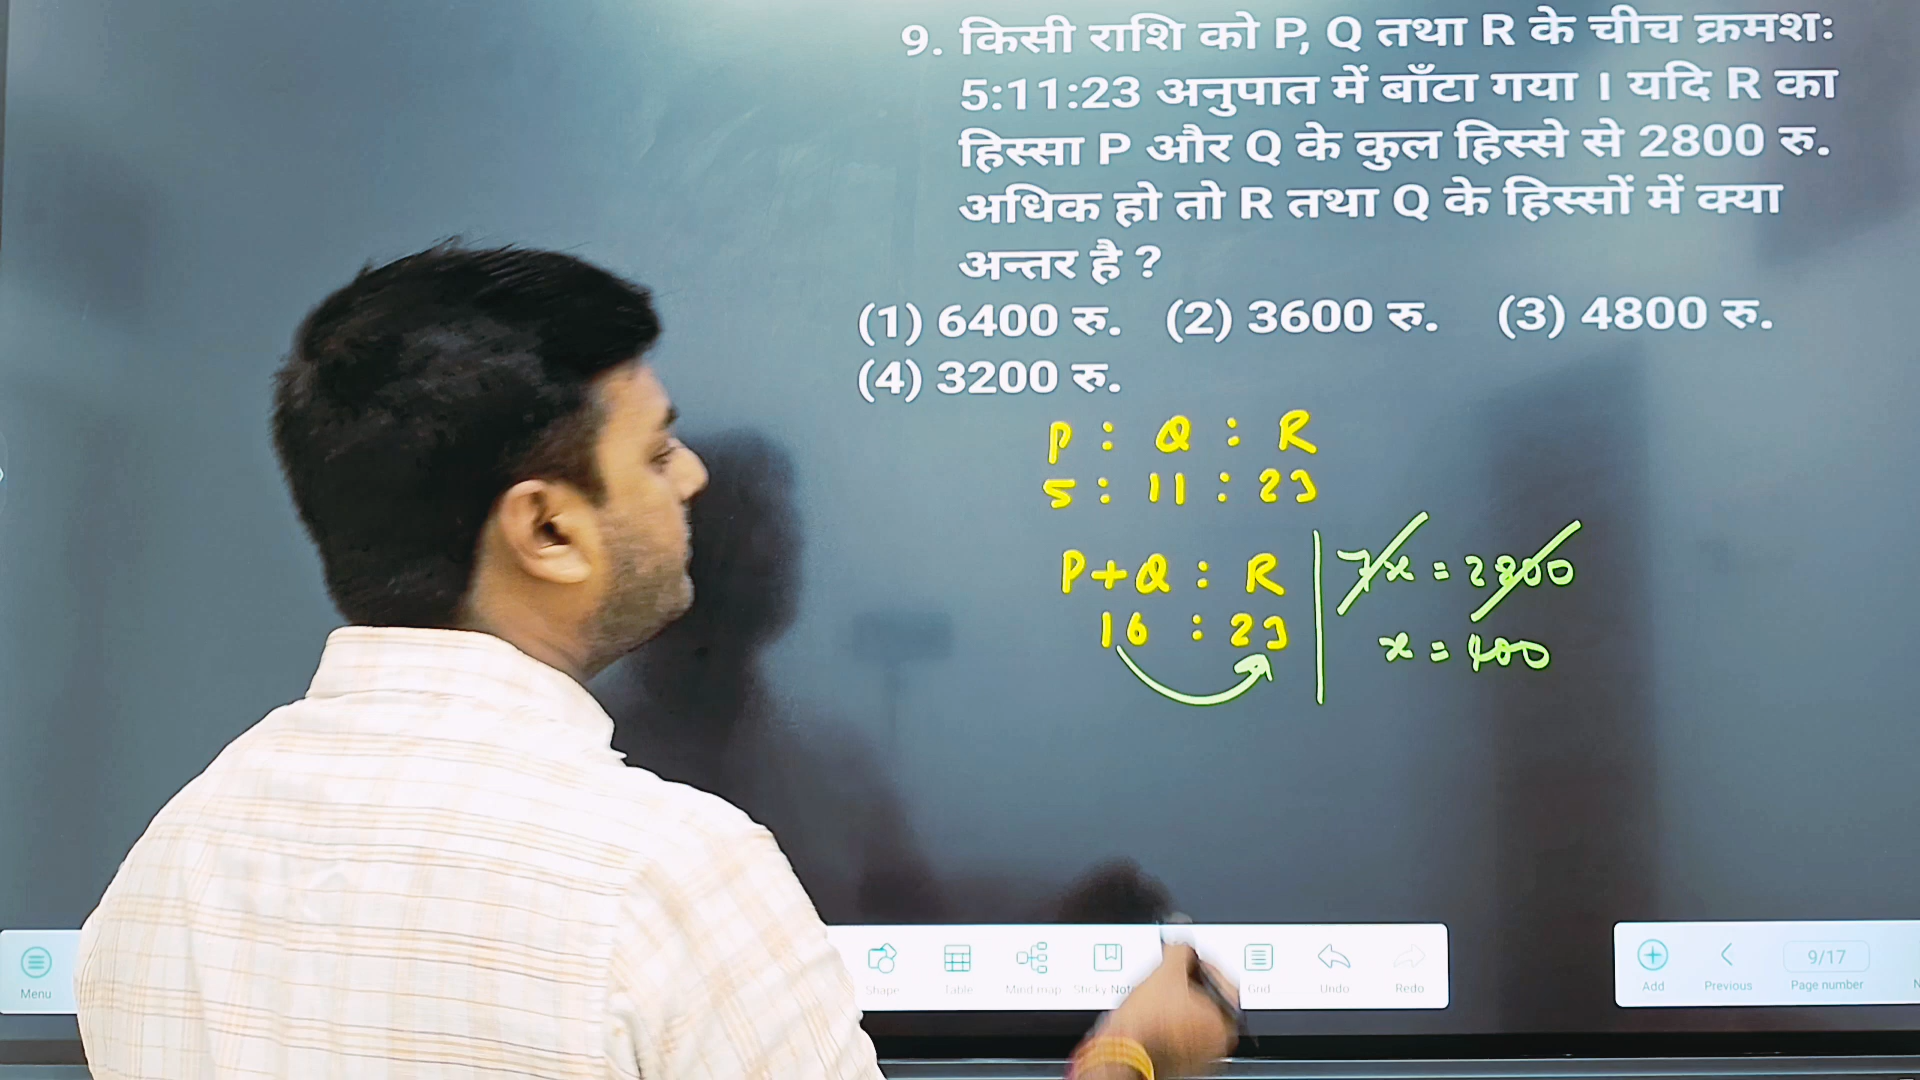 9. किसी राशि को P, Q तथा R के चीच क्रमशः
5:11:23 अनुपात में बाँटा गया । यदि R का
हिस्सा P और Q के कुल हिस्से से 2800 रु.
अधिक हो तो R तथा Q के हिस्सों में क्या
अन्तर है ?
(1) 6400 रु. (2) 3600 रु. (3) 4800 रु.
(4) 3200 रु.
P : Q : R
5 : 11 : 23
P+Q : R
16 : 23
7x = 2800
x = 400
Menu
Shape Table Mind map Sticky Not Grid Undo Redo
Add Previous 9/17 Page number N